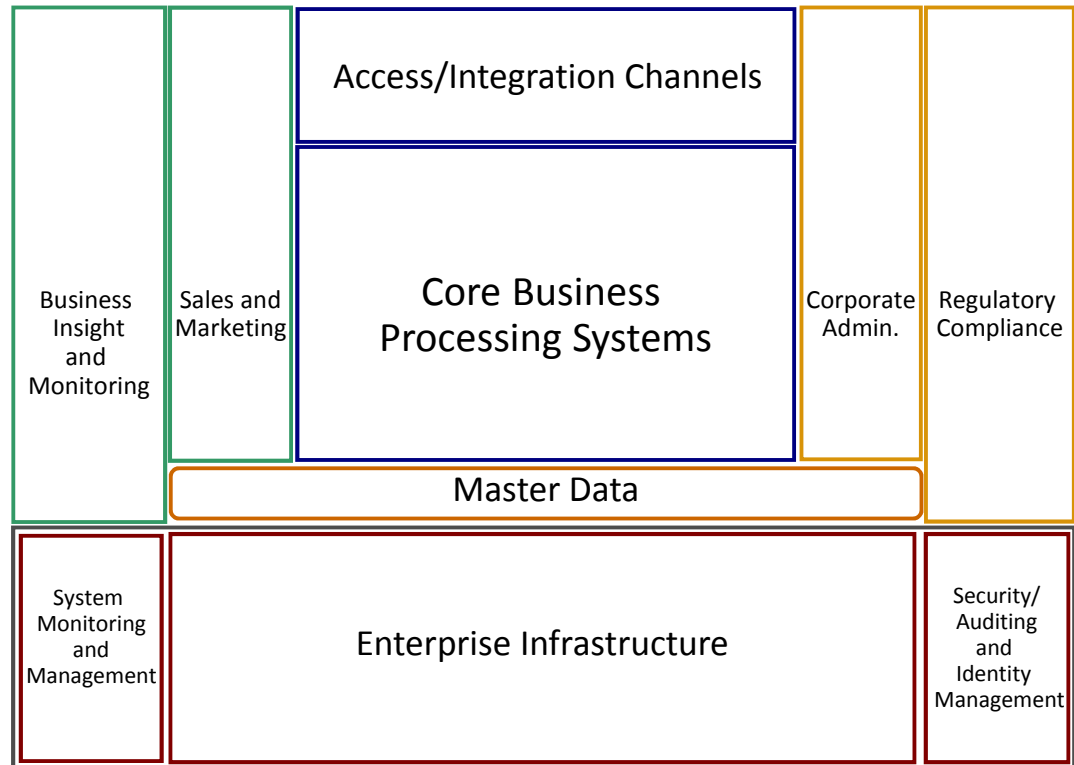 Access/Integration Channels
Business
Insight
and
Monitoring
Sales and
Marketing
Core Business
Processing Systems
Corporate
Admin.
Regulatory
Compliance
Master Data
System
Monitoring
and
Management
Enterprise Infrastructure
Security/
Auditing
and
Identity
Management